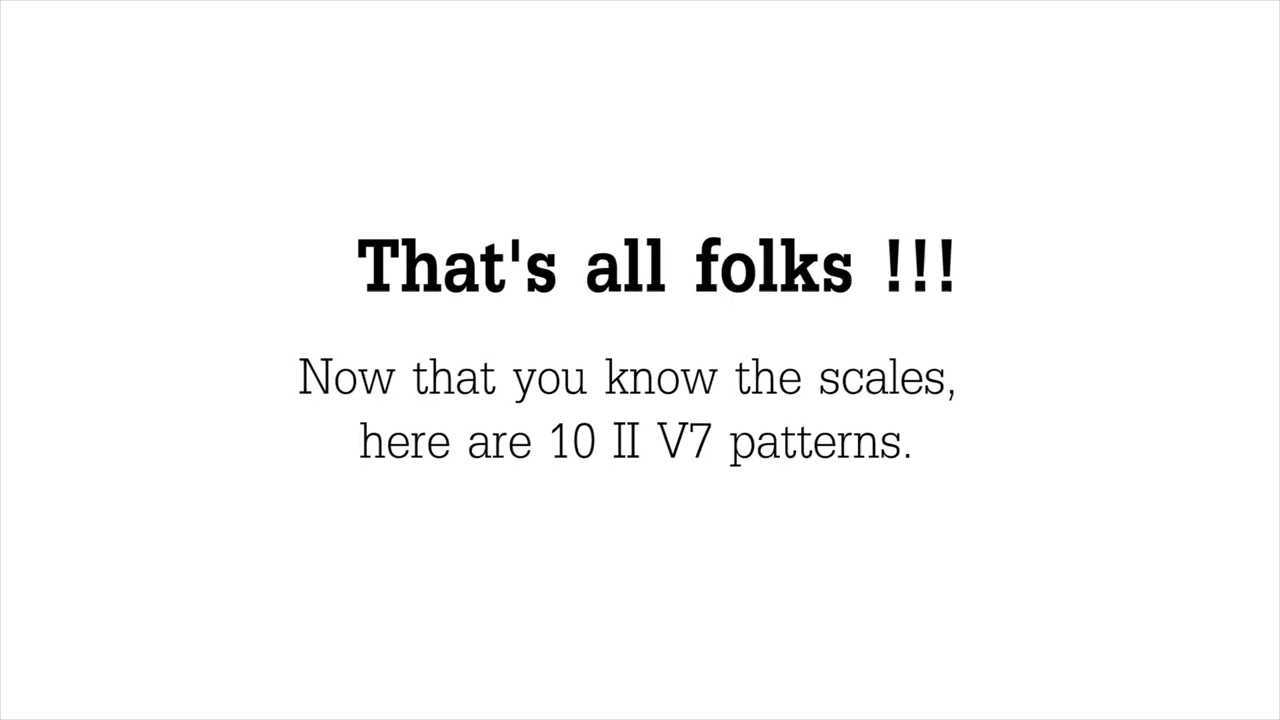 That's all folks !!!
Now that you know the scales,
here are 10 II V7 patterns.